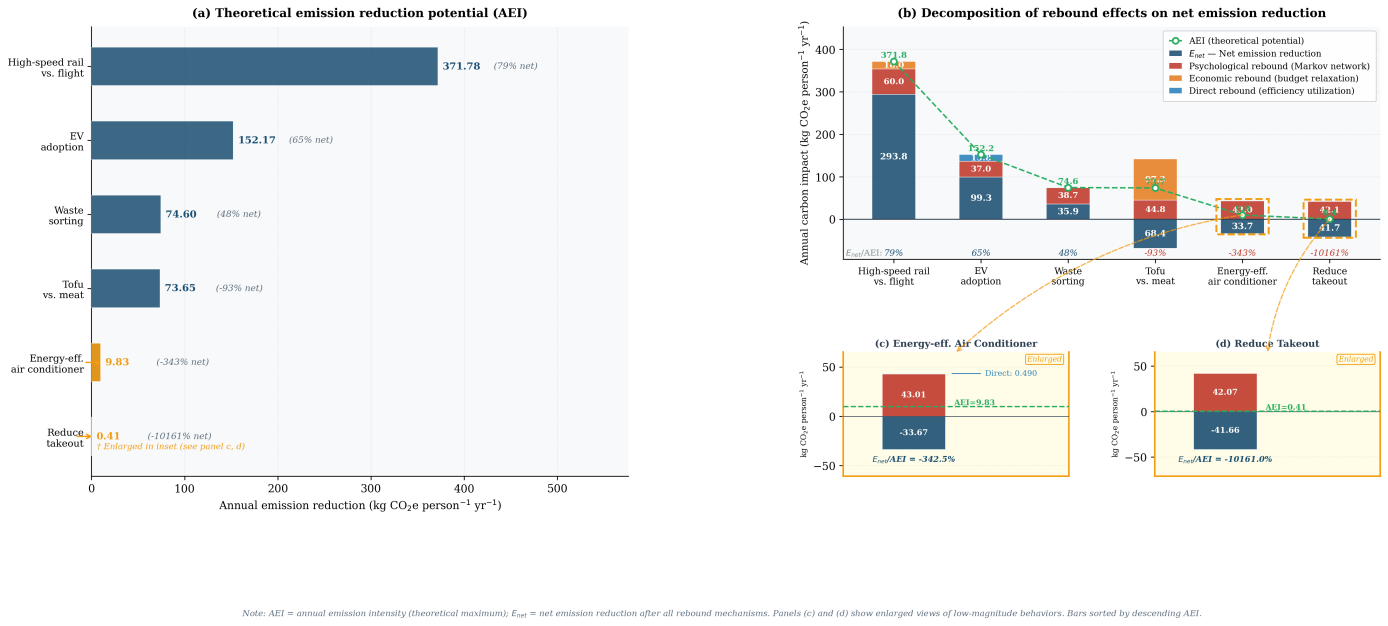 (a) Theoretical emission reduction potential (AEI)
High-speed rail
vs. flight
371.78 (79% net)
EV
adoption
152.17 (65% net)
Waste
sorting
74.60 (48% net)
Tofu
vs. meat
73.65 (-93% net)
Energy-eff.
air conditioner
9.83 (-343% net)
Reduce
takeout
0.41 (-10161% net)
† Enlarged in inset (see panel c, d)
0 100 200 300 400 500
Annual emission reduction (kg CO₂e person⁻¹ yr⁻¹)
(b) Decomposition of rebound effects on net emission reduction
Annual carbon impact (kg CO₂e person⁻¹ yr⁻¹)
400
300
200
100
0
AEI (theoretical potential)
Eₙₑₜ — Net emission reduction
Psychological rebound (Markov network)
Economic rebound (budget relaxation)
Direct rebound (efficiency utilization)
371.8
60.0
293.8
152.2
37.0
99.3
74.6
38.7
35.9
44.8
68.4
33.7
42.1
41.7
Eₙₑₜ/AEI: 79% 65% 48% -93% -343% -10161%
High-speed rail
vs. flight
EV
adoption
Waste
sorting
Tofu
vs. meat
Energy-eff.
air conditioner
Reduce
takeout
(c) Energy-eff. Air Conditioner
Enlarged
kg CO₂e person⁻¹ yr⁻¹
50
0
−50
Direct: 0.490
43.01
AEI=9.83
-33.67
Eₙₑₜ/AEI = -342.5%
(d) Reduce Takeout
Enlarged
kg CO₂e person⁻¹ yr⁻¹
50
0
−50
42.07
AEI=0.41
-41.66
Eₙₑₜ/AEI = -10161.0%
Note: AEI = annual emission intensity (theoretical maximum); Eₙₑₜ = net emission reduction after all rebound mechanisms. Panels (c) and (d) show enlarged views of low-magnitude behaviors. Bars sorted by descending AEI.